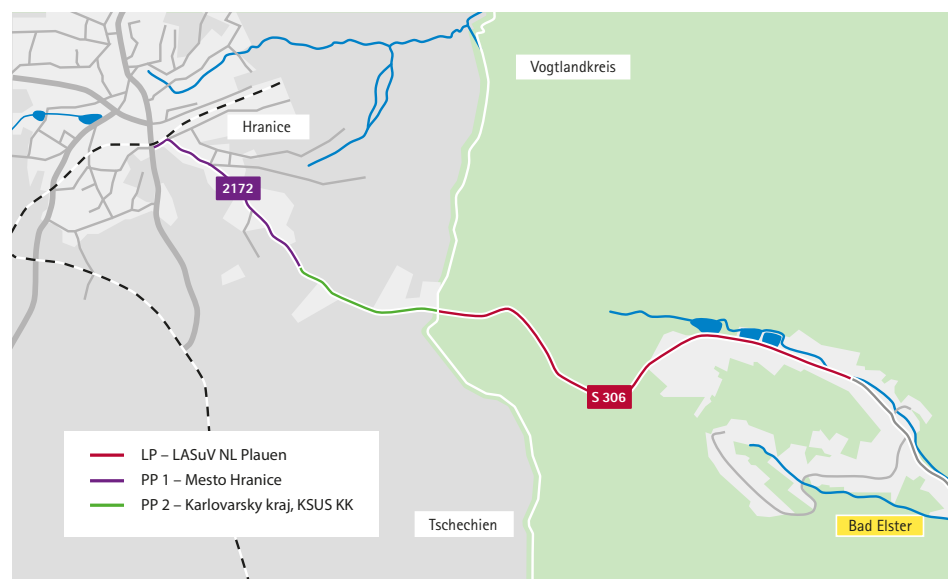 Vogtlandkreis
Hranice
2172
S 306
LP – LASuV NL Plauen
PP 1 – Mesto Hranice
PP 2 – Karlovarsky kraj, KSUS KK
Tschechien
Bad Elster